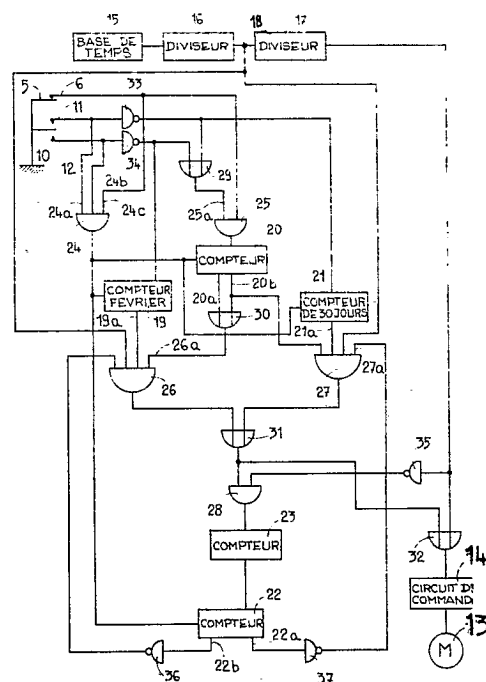 15
16
17
18
BASE DE
TEMPS
DIVISEUR
DIVISEUR
33
5
6
11
10
34
12
29
24b
24a
24c
25a
25
24
20
COMPTEUR
21
COMPTEUR
FEVRIER
20a
20b
COMPTEUR
DE 30 JOURS
19a
19
30
21a
26a
27a
26
27
31
35
28
32
23
COMPTEUR
14
CIRCUIT DE
COMMAND
22
COMPTEUR
13
M
22a
22b
36
37